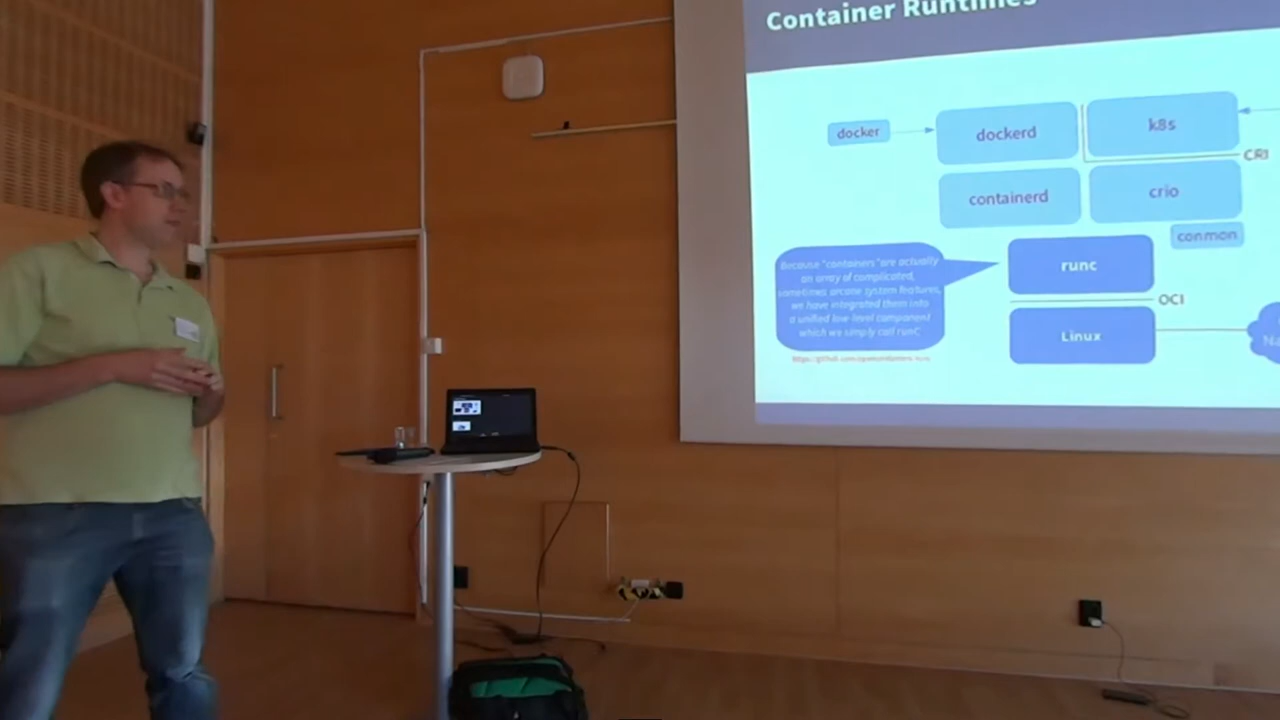 Container Runtimes
docker
dockerd
k8s
CRI
containerd
crio
conmon
Because "containers" are actually
an array of complicated,
sometimes arcane system features,
we have integrated them into
a unified low-level component
which we simply call runC
runc
OCI
Linux